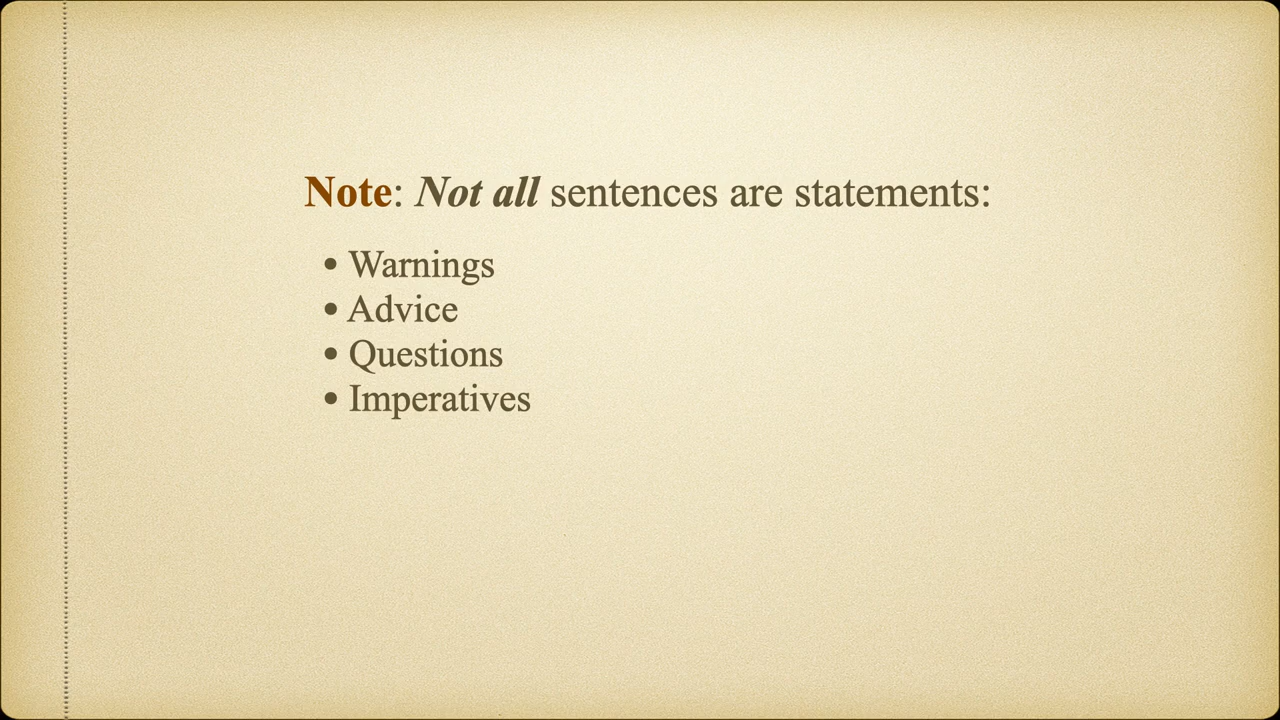 Note: Not all sentences are statements:
• Warnings
• Advice
• Questions
• Imperatives